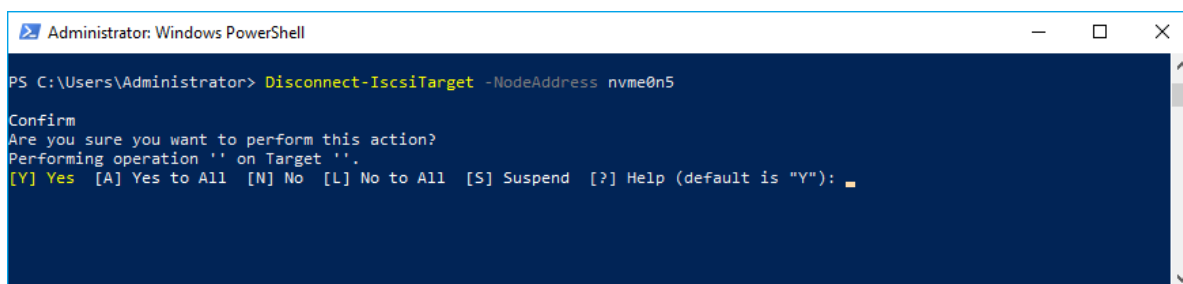 Administrator: Windows PowerShell
PS C:\Users\Administrator> Disconnect-IscsiTarget -NodeAddress nvme0n5
Confirm
Are you sure you want to perform this action?
Performing operation '' on Target ''.
[Y] Yes  [A] Yes to All  [N] No  [L] No to All  [S] Suspend  [?] Help (default is "Y"):